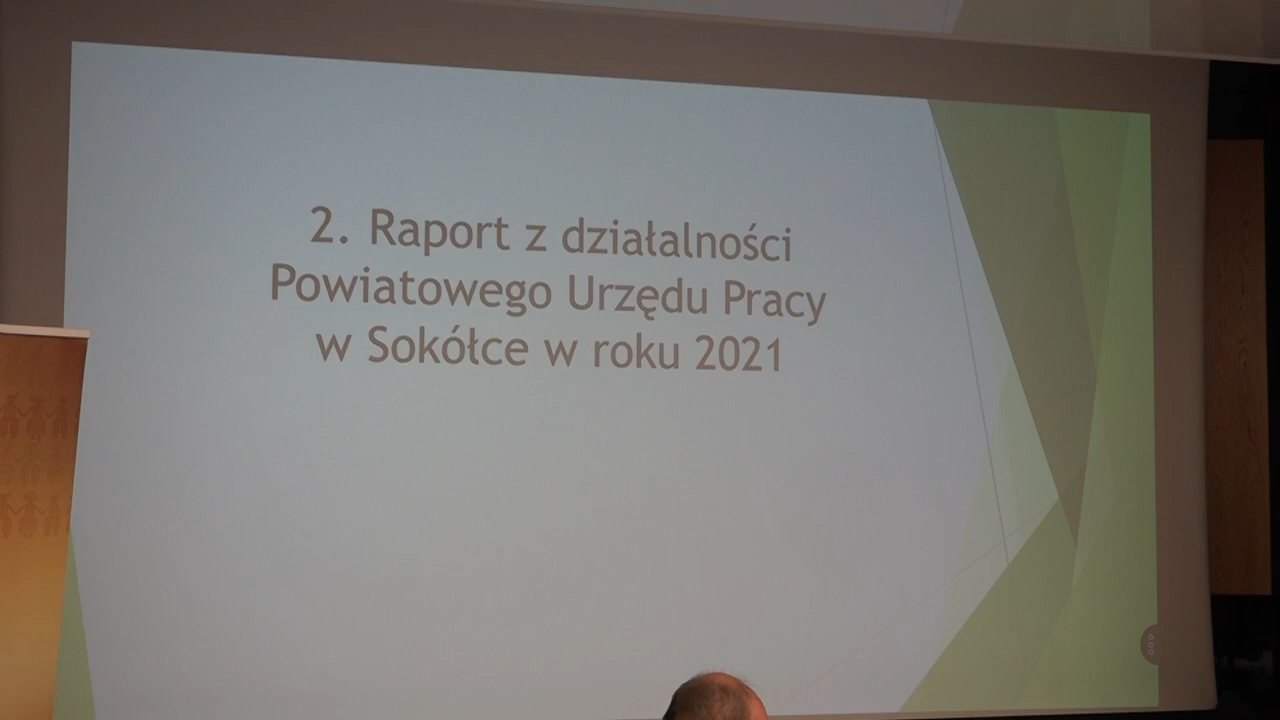 2. Raport z działalności
Powiatowego Urzędu Pracy
w Sokółce w roku 2021